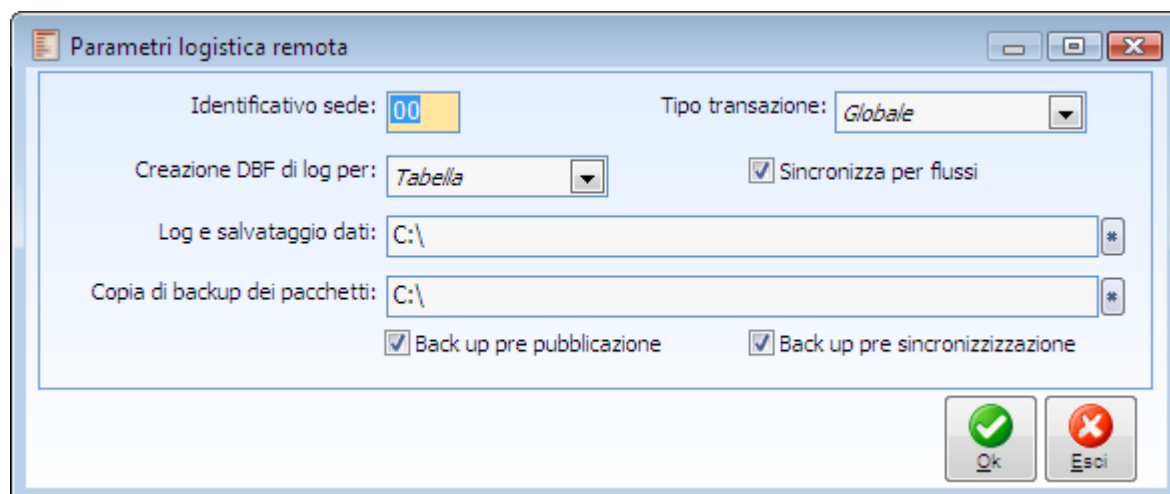 Parametri logistica remota
Identificativo sede: 00 Tipo transazione: Globale
Creazione DBF di log per: Tabella Sincronizza per flussi
Log e salvataggio dati: C:\
Copia di backup dei pacchetti: C:\
Back up pre pubblicazione Back up pre sincronizzizzazione
Ok Esci